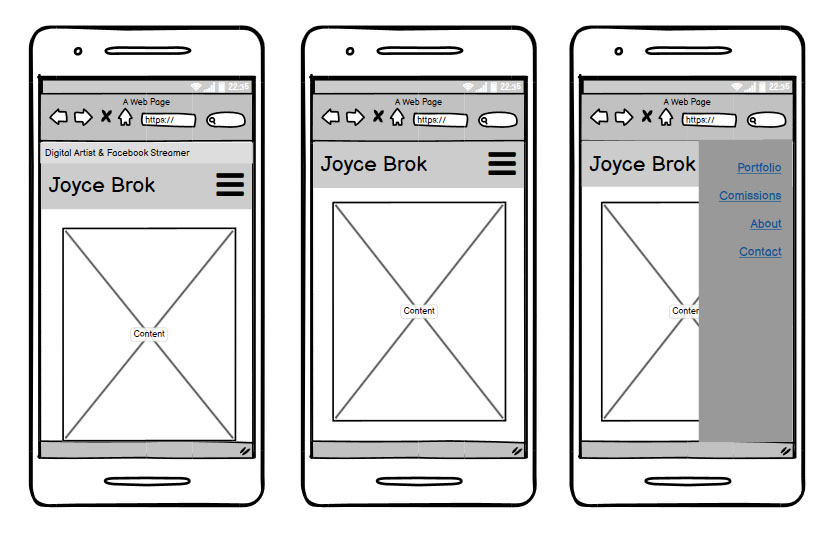 22:35
A Web Page
https://
Digital Artist & Facebook Streamer
Joyce Brok
Content
22:35
A Web Page
https://
Joyce Brok
Content
22:35
A Web Page
https://
Joyce Brok
Portfolio
Comissions
About
Contact
Conter